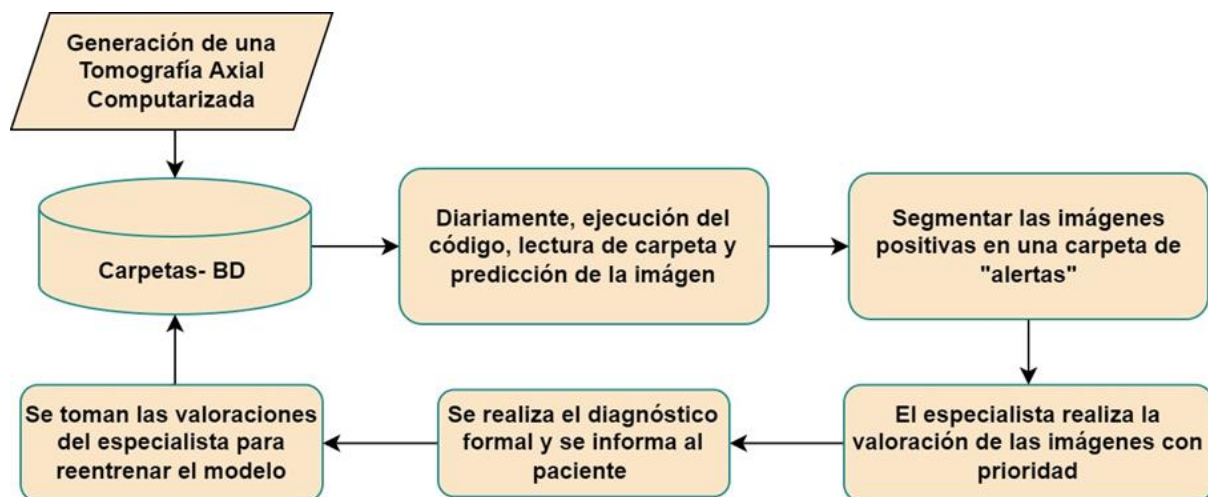 Generación de una
Tomografía Axial
Computarizada
Carpetas- BD
Diariamente, ejecución del
código, lectura de carpeta y
predicción de la imágen
Segmentar las imágenes
positivas en una carpeta de
"alertas"
El especialista realiza la
valoración de las imágenes con
prioridad
Se realiza el diagnóstico
formal y se informa al
paciente
Se toman las valoraciones
del especialista para
reentrenar el modelo